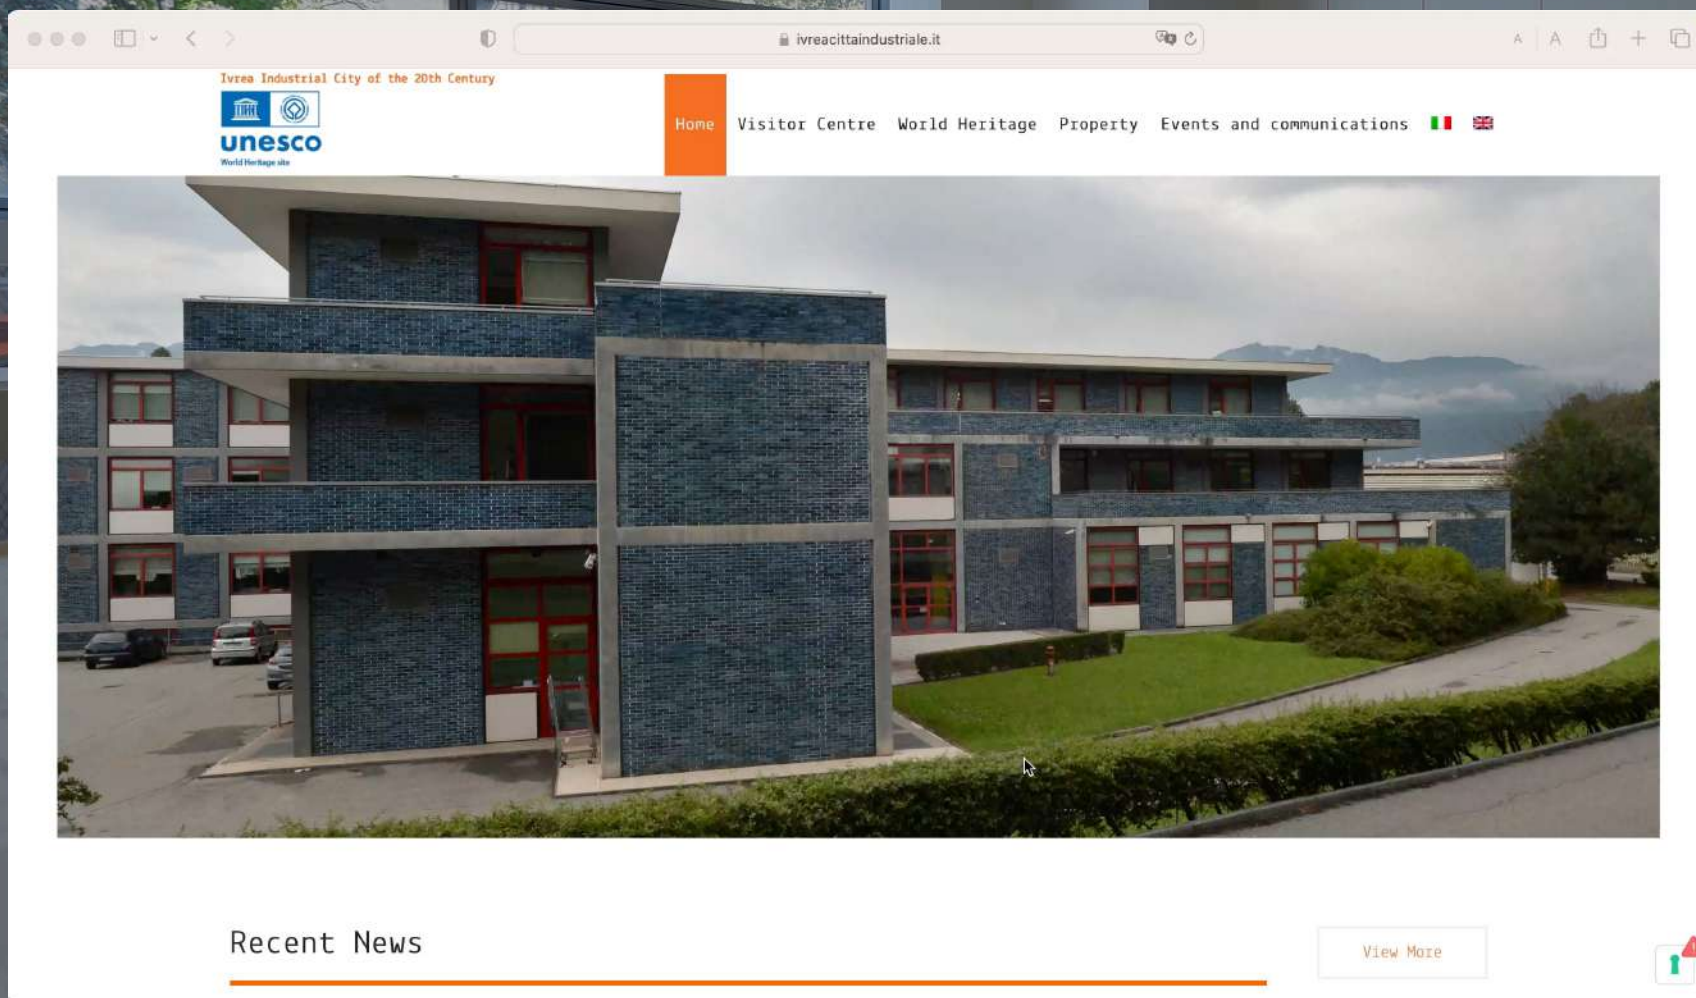 ivreacittaindustriale.it
A A
Ivrea Industrial City of the 20th Century
unesco
World Heritage site
Home Visitor Centre World Heritage Property Events and communications
Recent News
View More